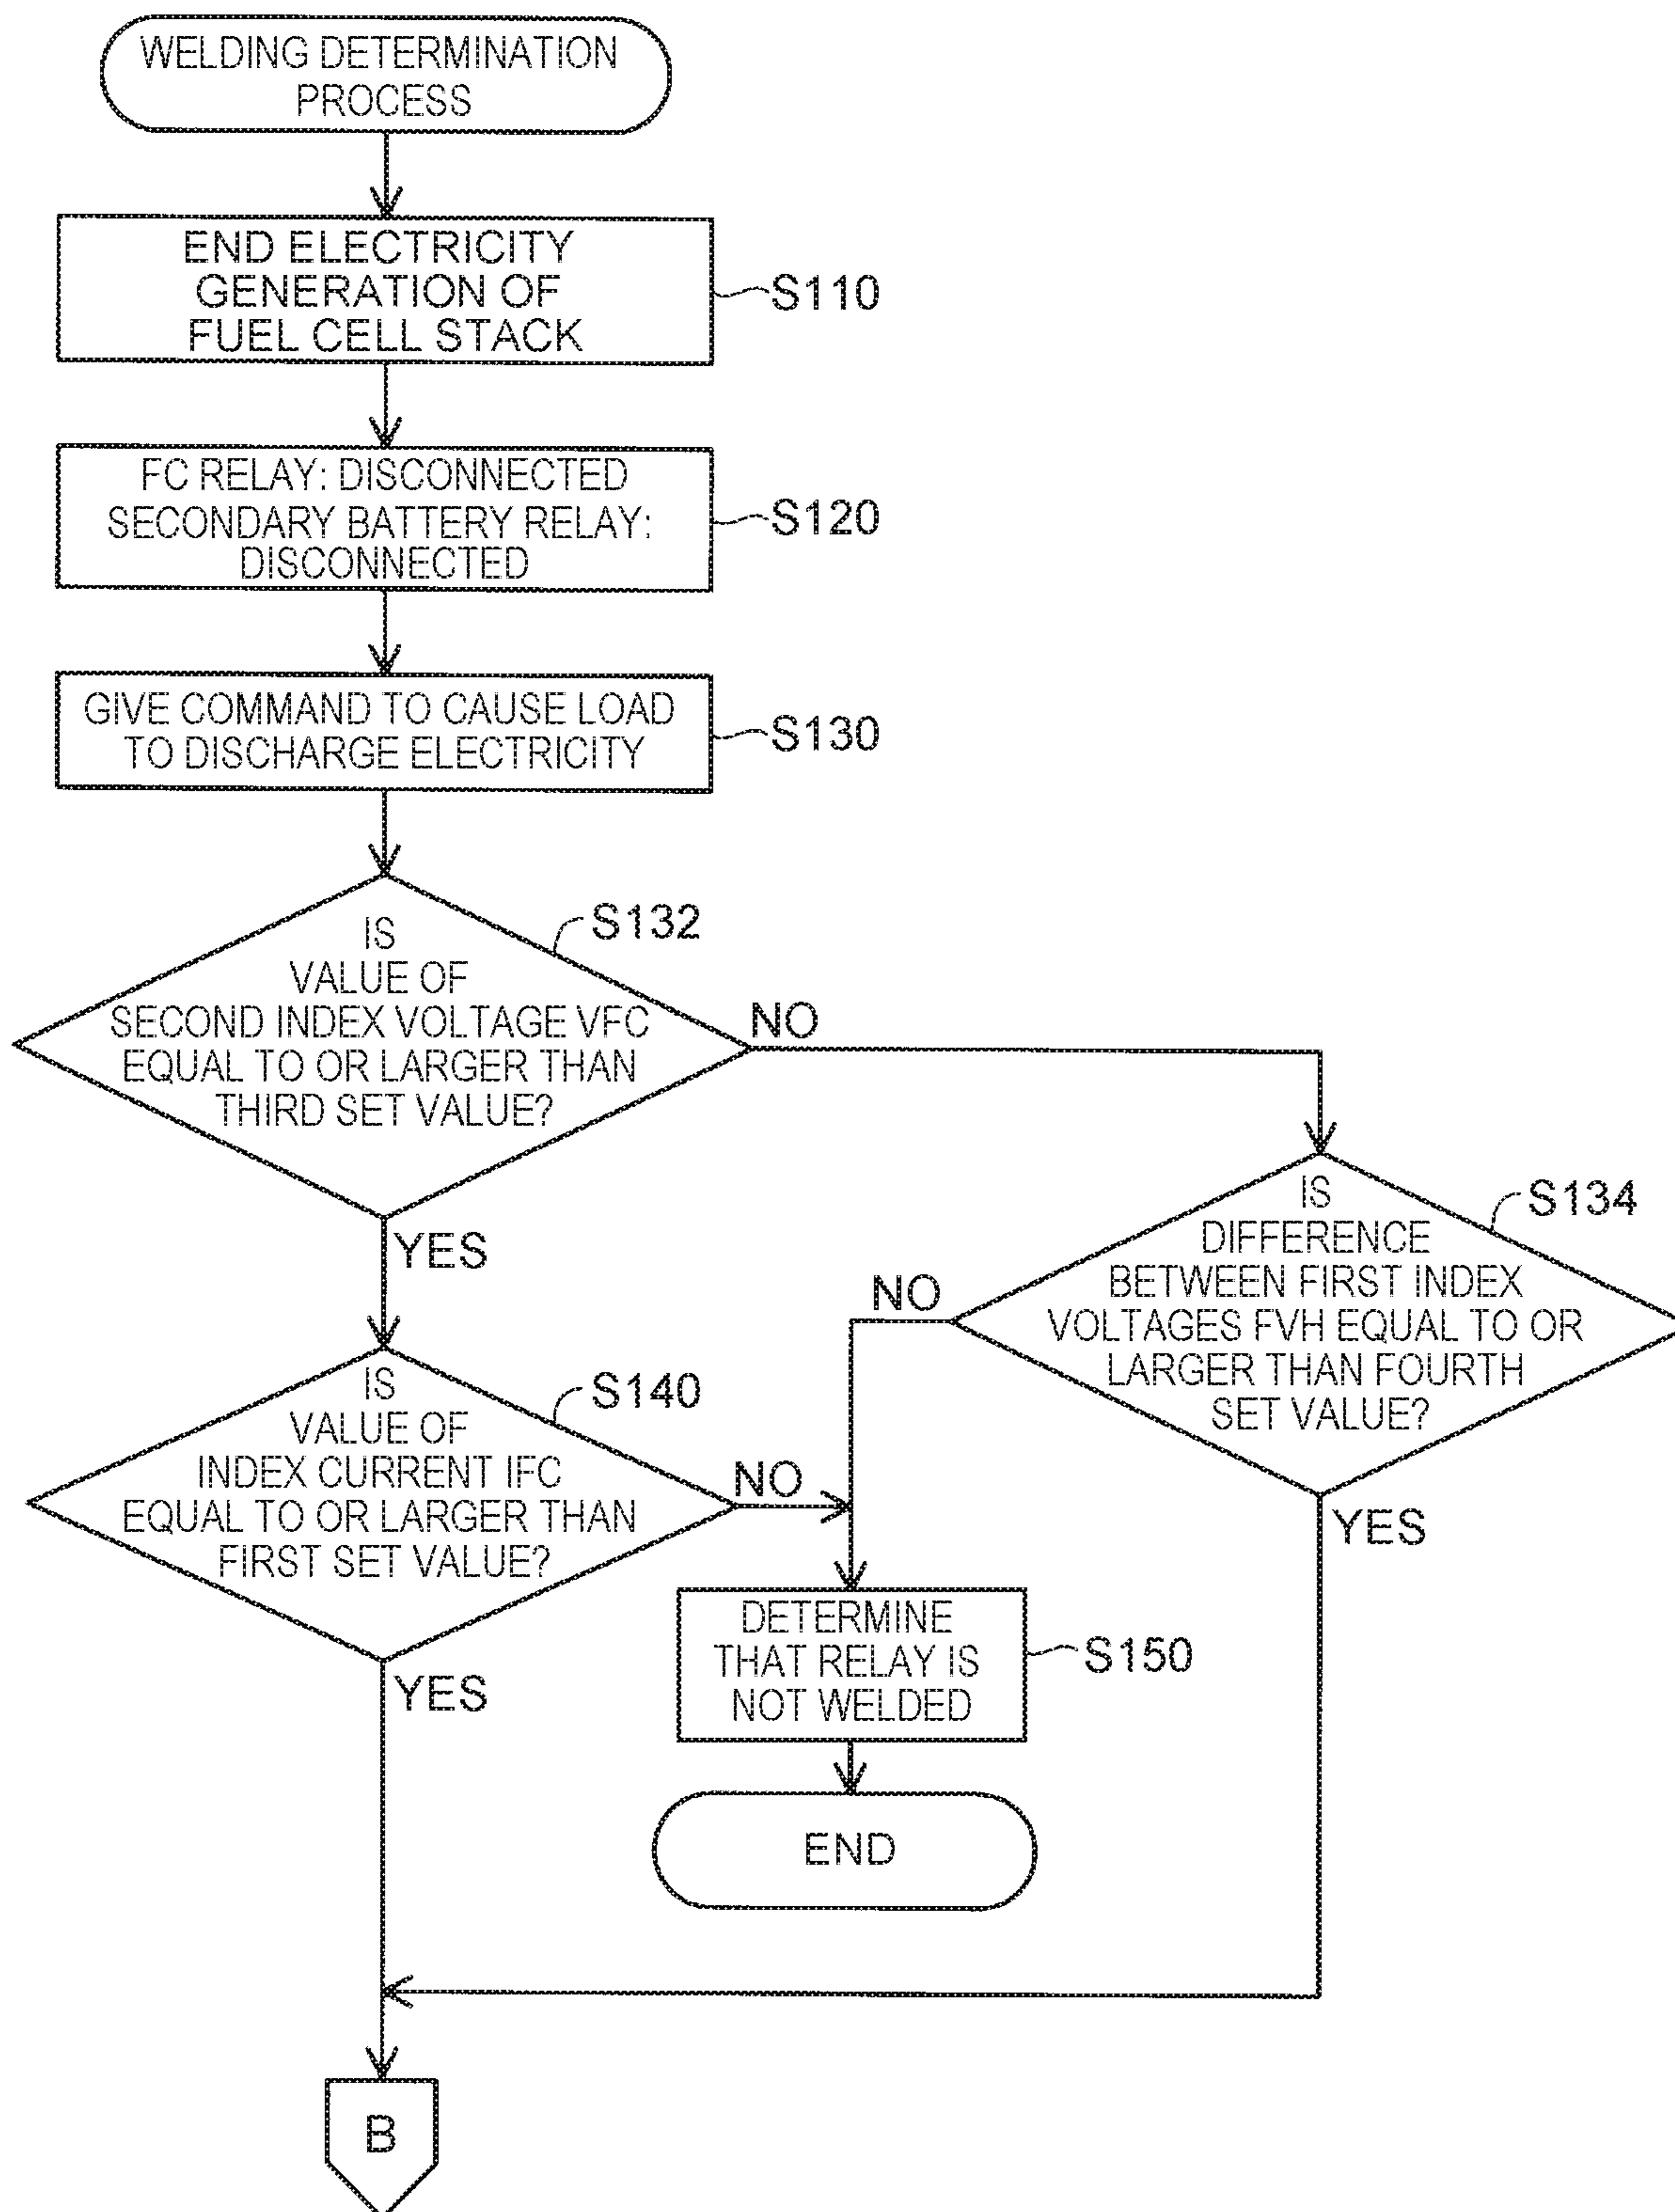 WELDING DETERMINATION
PROCESS
END ELECTRICITY
GENERATION OF
FUEL CELL STACK
S110
FC RELAY: DISCONNECTED
SECONDARY BATTERY RELAY:
DISCONNECTED
S120
GIVE COMMAND TO CAUSE LOAD
TO DISCHARGE ELECTRICITY
S130
IS
VALUE OF
SECOND INDEX VOLTAGE VFC
EQUAL TO OR LARGER THAN
THIRD SET VALUE?
S132
NO
YES
IS
DIFFERENCE
BETWEEN FIRST INDEX
VOLTAGES FVH EQUAL TO OR
LARGER THAN FOURTH
SET VALUE?
S134
NO
YES
IS
VALUE OF
INDEX CURRENT IFC
EQUAL TO OR LARGER THAN
FIRST SET VALUE?
S140
NO
YES
DETERMINE
THAT RELAY IS
NOT WELDED
S150
END
B